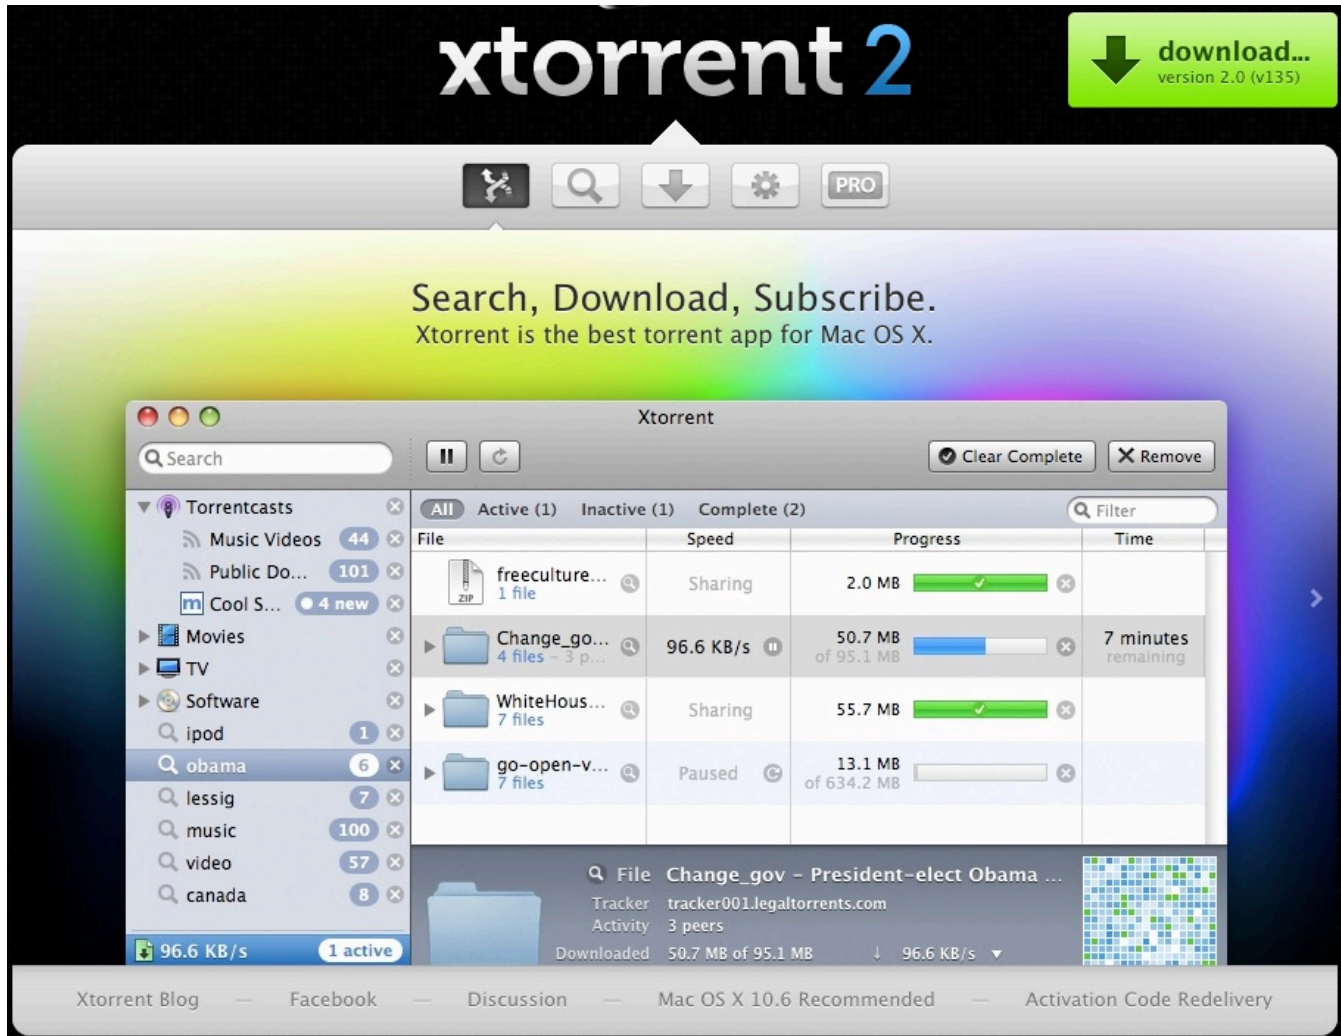 xtorrent 2
download...
version 2.0 (v135)
PRO
Search, Download, Subscribe.
Xtorrent is the best torrent app for Mac OS X.
Xtorrent
Search
Clear Complete
Remove
Torrentcasts
Music Videos 44
Public Do... 101
m Cool S... 4 new
Movies
TV
Software
ipod 1
obama 6
lessig 7
music 100
video 57
canada 8
96.6 KB/s 1 active
All Active (1) Inactive (1) Complete (2) Filter
File Speed Progress Time
ZIP
freeculture... Sharing 2.0 MB
1 file
Change_go... 96.6 KB/s 50.7 MB 7 minutes
4 files – 3 p... of 95.1 MB remaining
WhiteHous... Sharing 55.7 MB
7 files
go-open-v... Paused 13.1 MB
7 files of 634.2 MB
File Change_gov – President-elect Obama ...
Tracker tracker001.legaltorrents.com
Activity 3 peers
Downloaded 50.7 MB of 95.1 MB ↓ 96.6 KB/s
Xtorrent Blog — Facebook — Discussion — Mac OS X 10.6 Recommended — Activation Code Redelivery